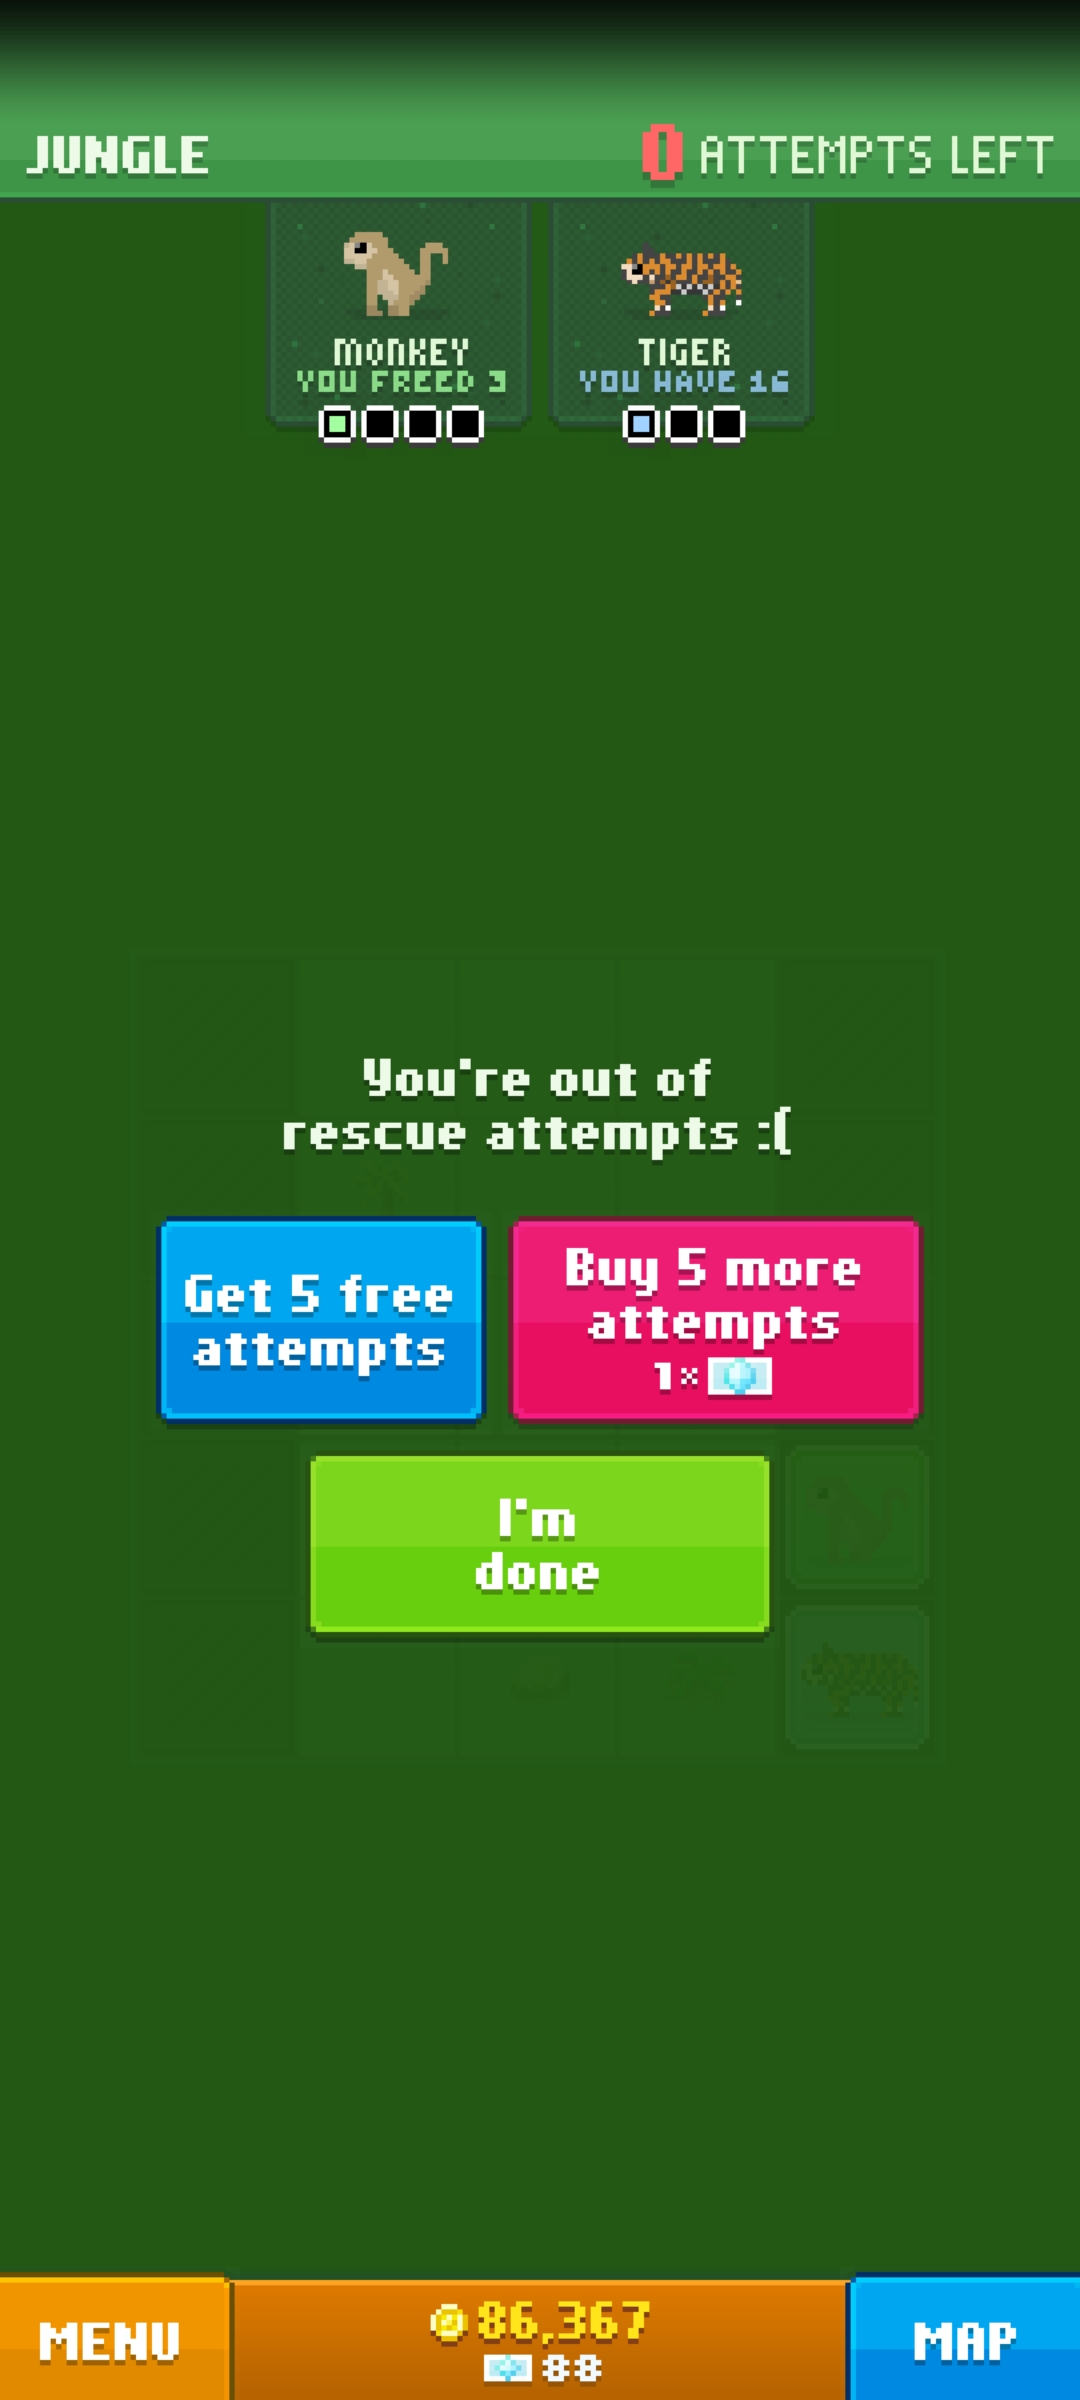 JUNGLE
0 ATTEMPTS LEFT
MONKEY
YOU FREED 3
TIGER
YOU HAVE 16
You're out of
rescue attempts :(
Get 5 free
attempts
Buy 5 more
attempts
1×
I'm
done
MENU
86,367
88
MAP